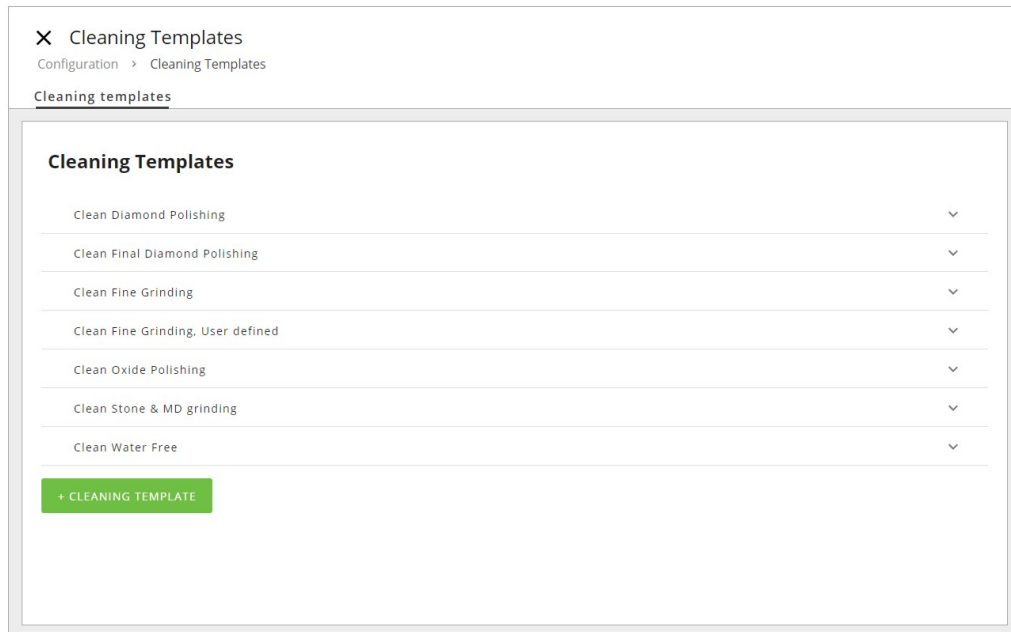 Cleaning Templates
Configuration > Cleaning Templates
Cleaning templates
Cleaning Templates
Clean Diamond Polishing
Clean Final Diamond Polishing
Clean Fine Grinding
Clean Fine Grinding, User defined
Clean Oxide Polishing
Clean Stone & MD grinding
Clean Water Free
+ CLEANING TEMPLATE